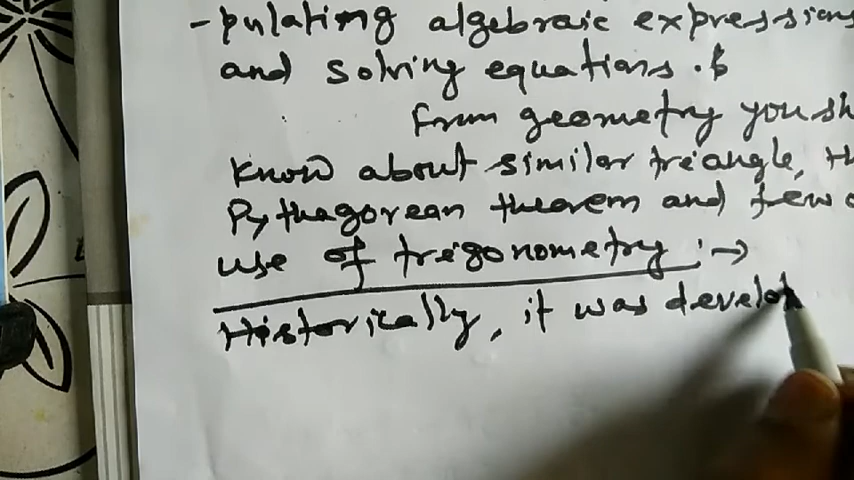 -pulating algebraic expressions
and solving equations.
From geometry you sh
know about similar triangle, th
Pythagorean theorem and few o
use of trigonometry :→
Historically, it was develo